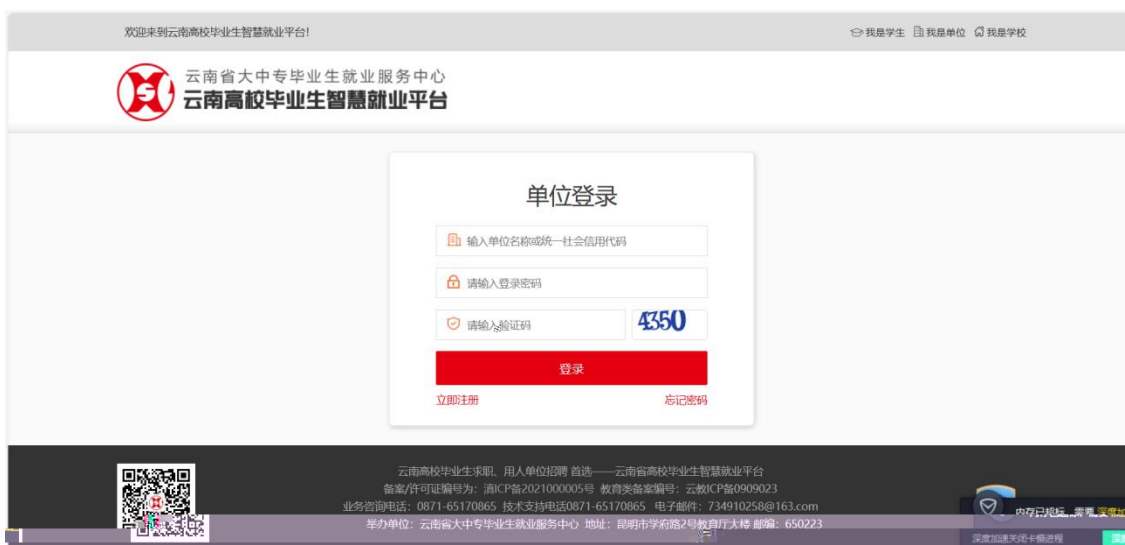 欢迎来到云南高校毕业生智慧就业平台!
我是学生 我是单位 我是学校
云南省大中专毕业生就业服务中心
云南高校毕业生智慧就业平台
单位登录
输入单位名称或统一社会信用代码
请输入登录密码
请输入验证码
4350
登录
立即注册 忘记密码
云南高校毕业生求职、用人单位招聘 首选——云南省高校毕业生智慧就业平台
备案/许可证编号为：滇ICP备2021000005号 教育类备案编号：云教ICP备0909023
业务咨询电话：0871-65170865 技术支持电话0871-65170865 电子邮件：734910258@163.com
举办单位：云南省大中专毕业生就业服务中心 地址：昆明市学府路2号教育厅大楼 邮编：650223
内存已超标，需要 深度加
深度加速关闭卡慢进程 深度